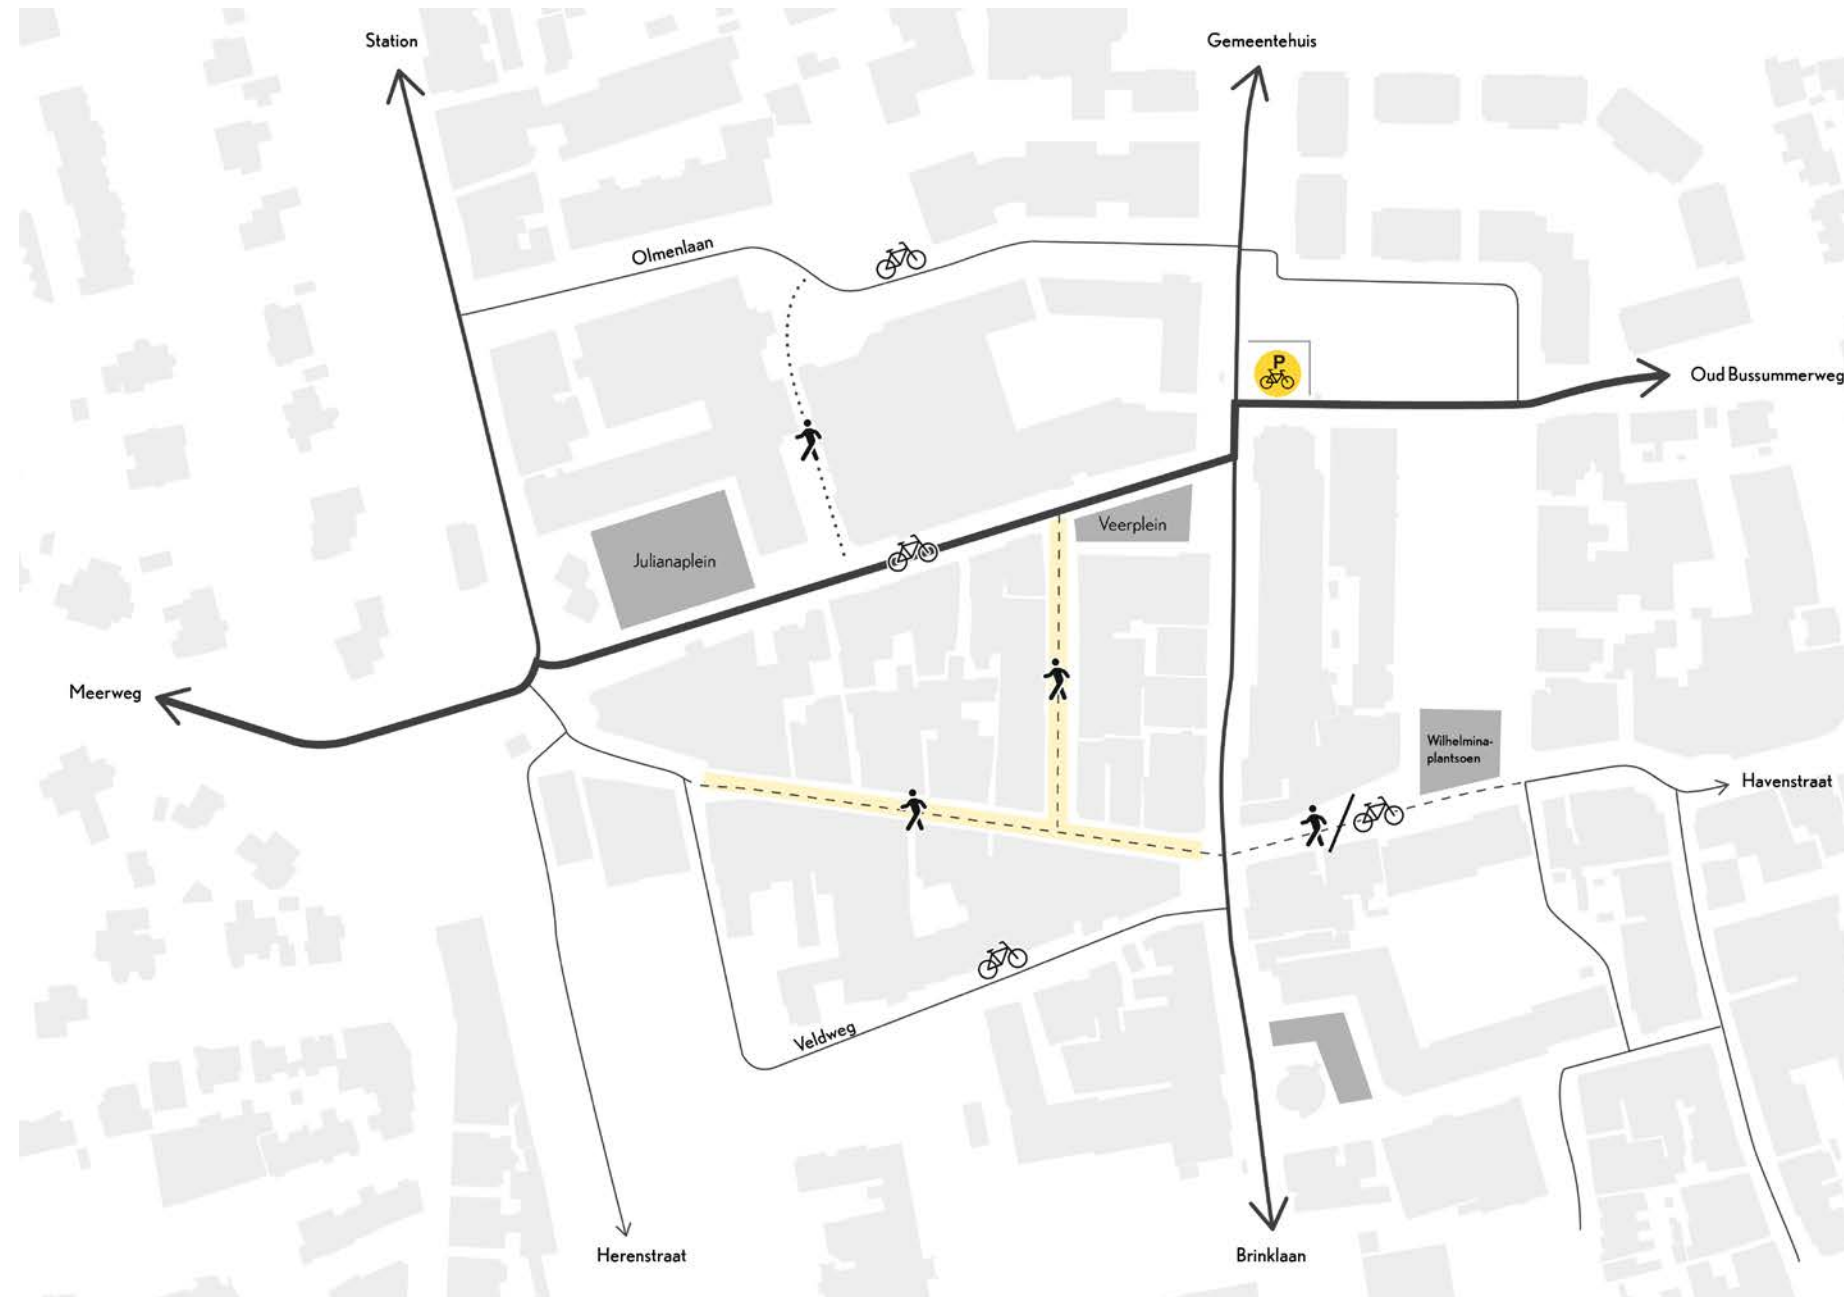 Station
Gemeentehuis
Olmenlaan
P
Oud Bussummerweg
Veerplein
Julianaplein
Meerweg
Wilhelmina-
plantsoen
Havenstraat
Veldweg
Herenstraat
Brinklaan